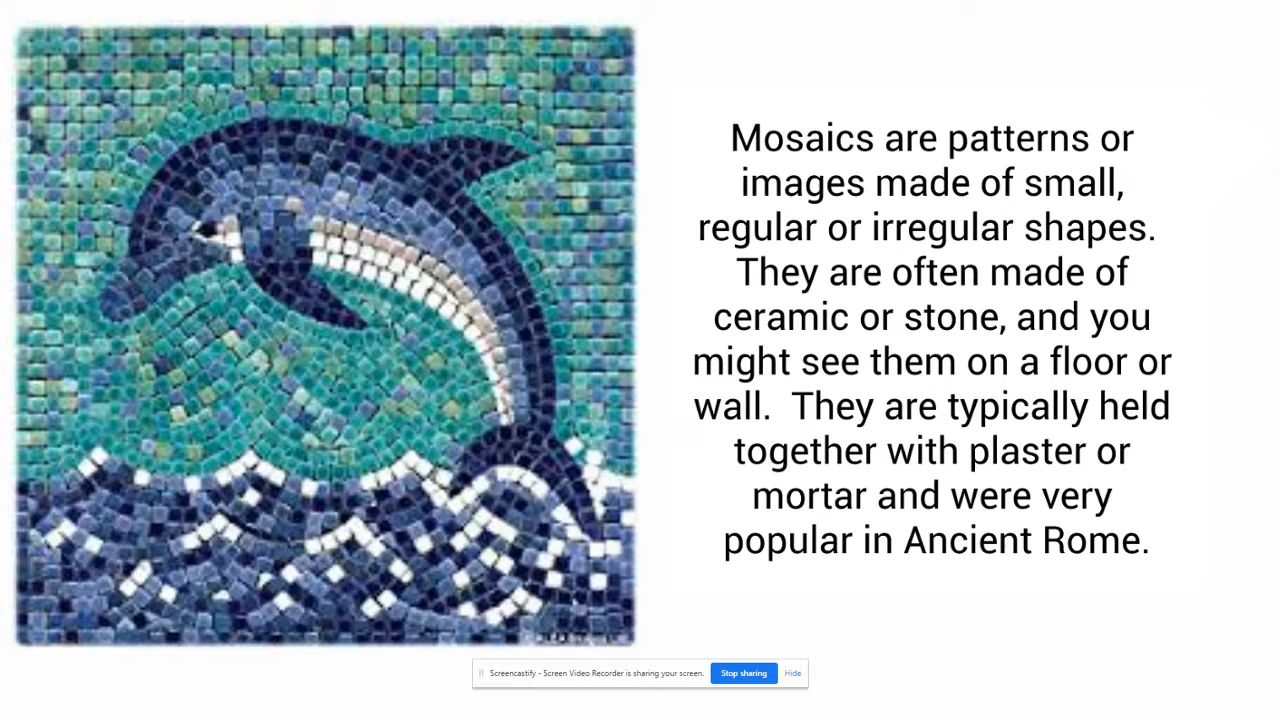 Mosaics are patterns or
images made of small,
regular or irregular shapes.
They are often made of
ceramic or stone, and you
might see them on a floor or
wall.  They are typically held
together with plaster or
mortar and were very
popular in Ancient Rome.
Screencastify - Screen Video Recorder is sharing your screen. Stop sharing Hide